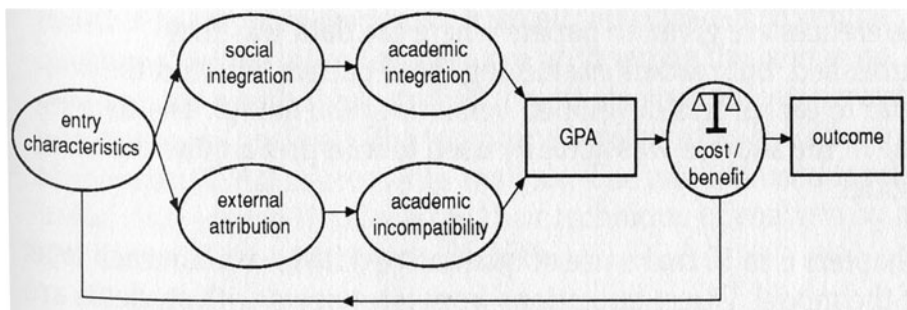 social
integration
academic
integration
entry
characteristics
GPA
cost /
benefit
outcome
external
attribution
academic
incompatibility